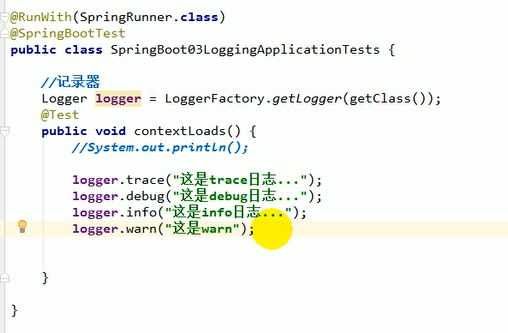 @RunWith(SpringRunner.class)
@SpringBootTest
public class SpringBoot03LoggingApplicationTests {
//记录器
Logger logger = LoggerFactory.getLogger(getClass());
@Test
public void contextLoads() {
//System.out.println();
logger.trace("这是trace日志...");
logger.debug("这是debug日志...");
logger.info("这是info日志...");
logger.warn("这是warn");
}
}